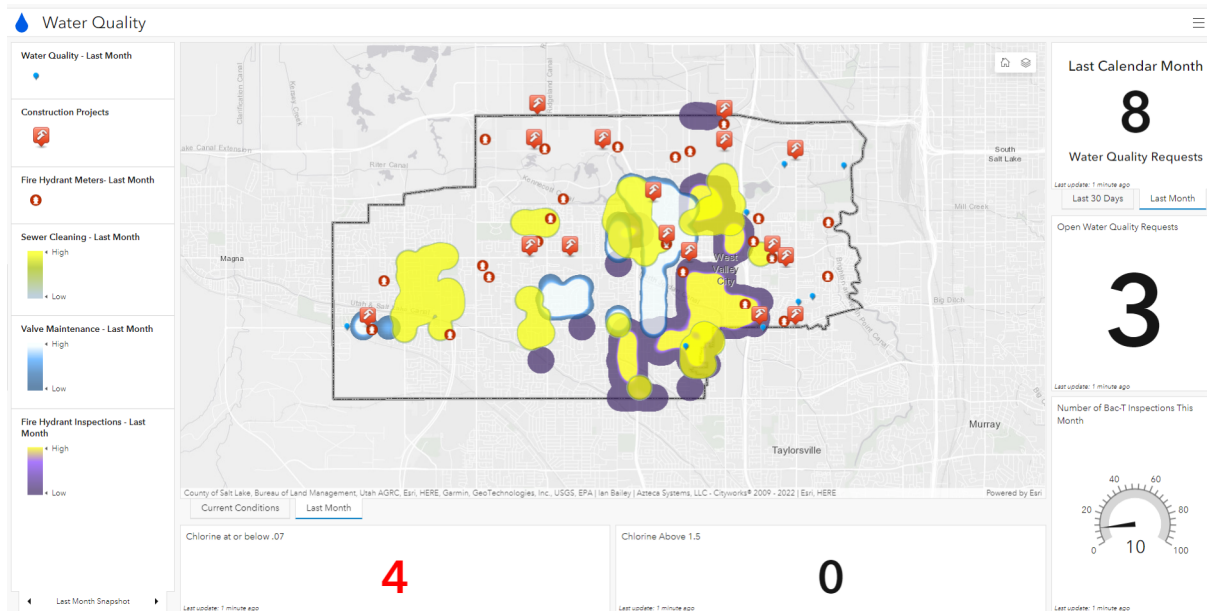 Water Quality
Water Quality - Last Month
Construction Projects
Fire Hydrant Meters- Last Month
Sewer Cleaning - Last Month
High
Low
Valve Maintenance - Last Month
High
Low
Fire Hydrant Inspections - Last
Month
High
Low
Last Month Snapshot
Ridgeland Canal
Riter Canal
Magna
West
Valley
City
South
Salt Lake
Mill Creek
Big Ditch
Murray
Taylorsville
County of Salt Lake, Bureau of Land Management, Utah AGRC, Esri, HERE, Garmin, GeoTechnologies, Inc., USGS, EPA | Ian Bailey | Azteca Systems, LLC - Cityworks® 2009 - 2022 | Esri, HERE
Powered by Esri
Current Conditions
Last Month
Chlorine at or below .07
4
Last update: 1 minute ago
Chlorine Above 1.5
0
Last update: 1 minute ago
Last Calendar Month
8
Water Quality Requests
Last update: 1 minute ago
Last 30 Days
Last Month
Open Water Quality Requests
3
Last update: 1 minute ago
Number of Bac-T Inspections This
Month
0
20
40
60
80
100
10
Last update: 1 minute ago